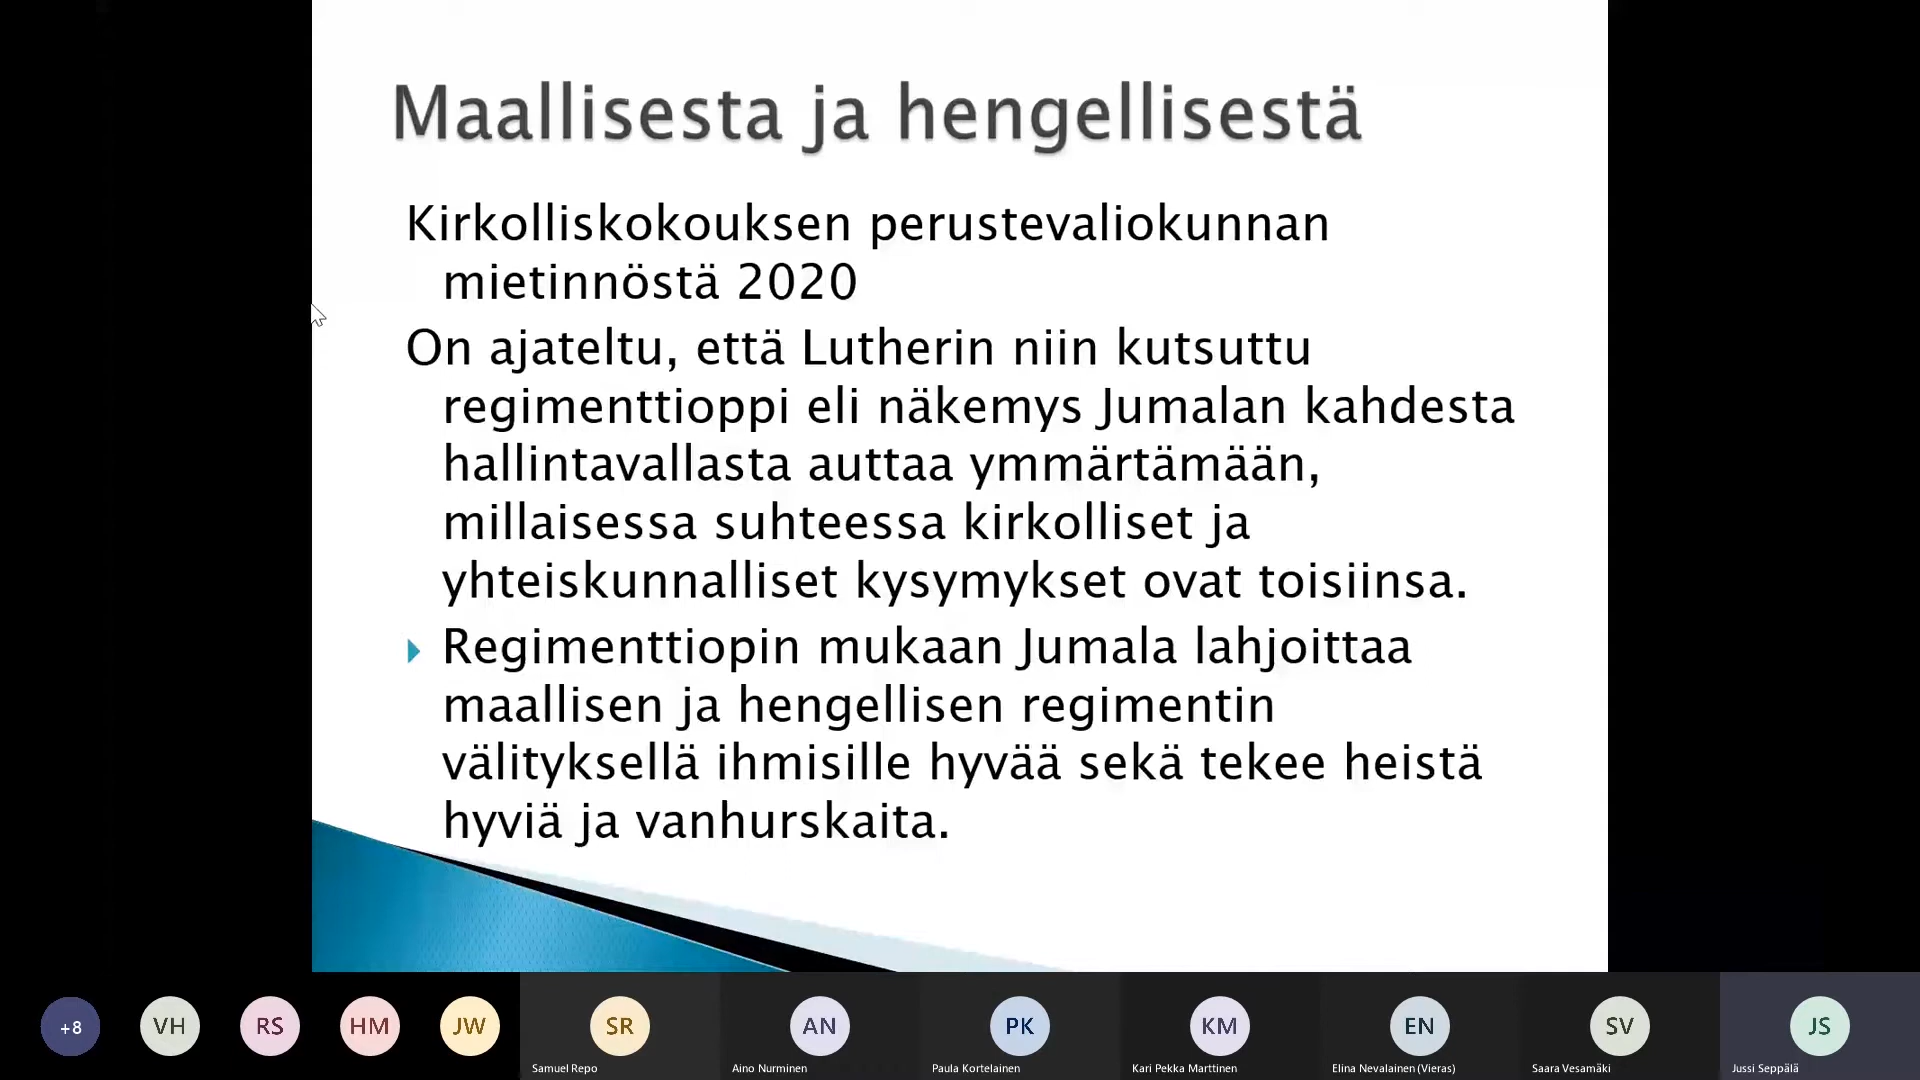 Maallisesta ja hengellisestä
Kirkolliskokouksen perustevaliokunnan
mietinnöstä 2020
On ajateltu, että Lutherin niin kutsuttu
regimenttioppi eli näkemys Jumalan kahdesta
hallintavallasta auttaa ymmärtämään,
millaisessa suhteessa kirkolliset ja
yhteiskunnalliset kysymykset ovat toisiinsa.
Regimenttiopin mukaan Jumala lahjoittaa
maallisen ja hengellisen regimentin
välityksellä ihmisille hyvää sekä tekee heistä
hyviä ja vanhurskaita.
+8
VH
RS
HM
JW
SR
AN
PK
KM
EN
SV
JS
Samuel Repo
Aino Nurminen
Paula Kortelainen
Kari Pekka Marttinen
Elina Nevalainen (Vieras)
Saara Vesamäki
Jussi Seppälä